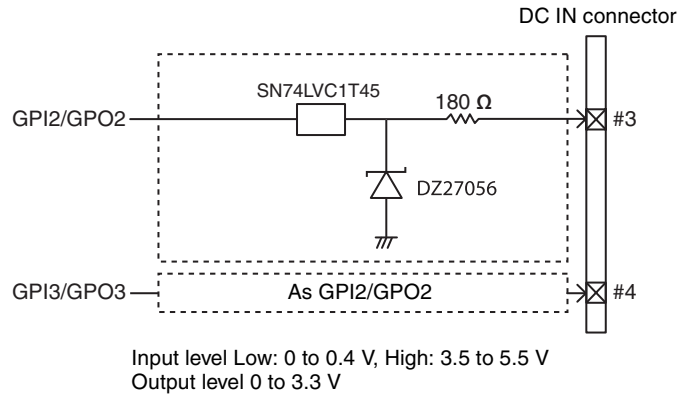 DC IN connector
SN74LVC1T45
180 Ω
GPI2/GPO2
#3
DZ27056
GPI3/GPO3
As GPI2/GPO2
#4
Input level Low: 0 to 0.4 V, High: 3.5 to 5.5 V
Output level 0 to 3.3 V